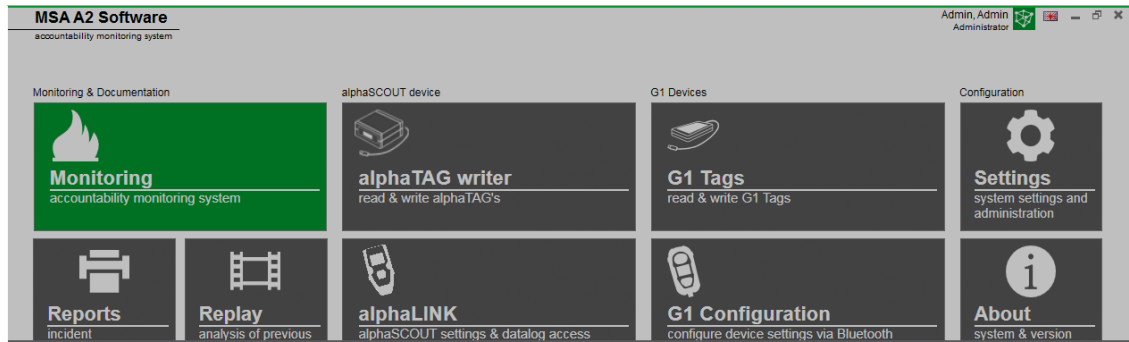 MSA A2 Software
accountability monitoring system
Admin, Admin
Administrator
Monitoring & Documentation
alphaSCOUT device
G1 Devices
Configuration
Monitoring
accountability monitoring system
alphaTAG writer
read & write alphaTAG's
G1 Tags
read & write G1 Tags
Settings
system settings and
administration
Reports
incident
Replay
analysis of previous
alphaLINK
alphaSCOUT settings & datalog access
G1 Configuration
configure device settings via Bluetooth
About
system & version